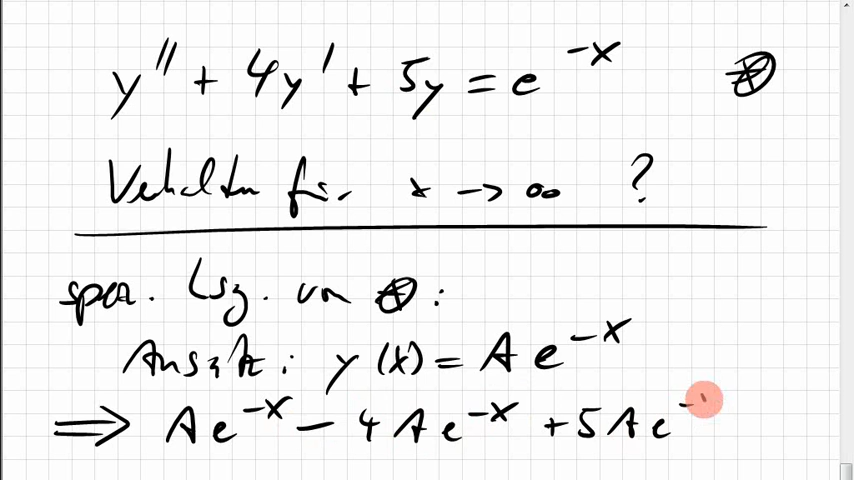 y'' + 4y' + 5y = e^{-x} ⊛
Verhalten für x → ∞ ?
spez. Lsg. von ⊛ :
Ansatz : y(x) = A e^{-x}
⟹ A e^{-x} - 4 A e^{-x} + 5 A e^{-